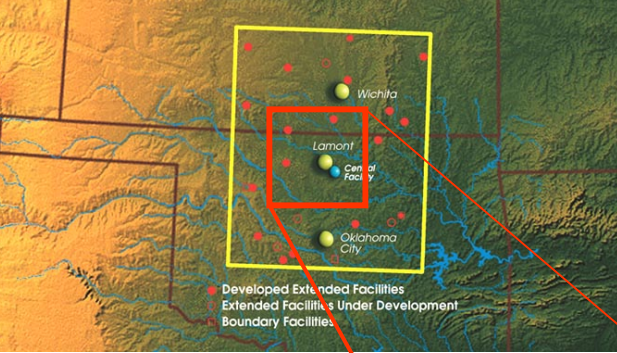 Wichita
Lamont
Central
Facility
Oklahoma
City
Developed Extended Facilities
Extended Facilities Under Development
Boundary Facilities